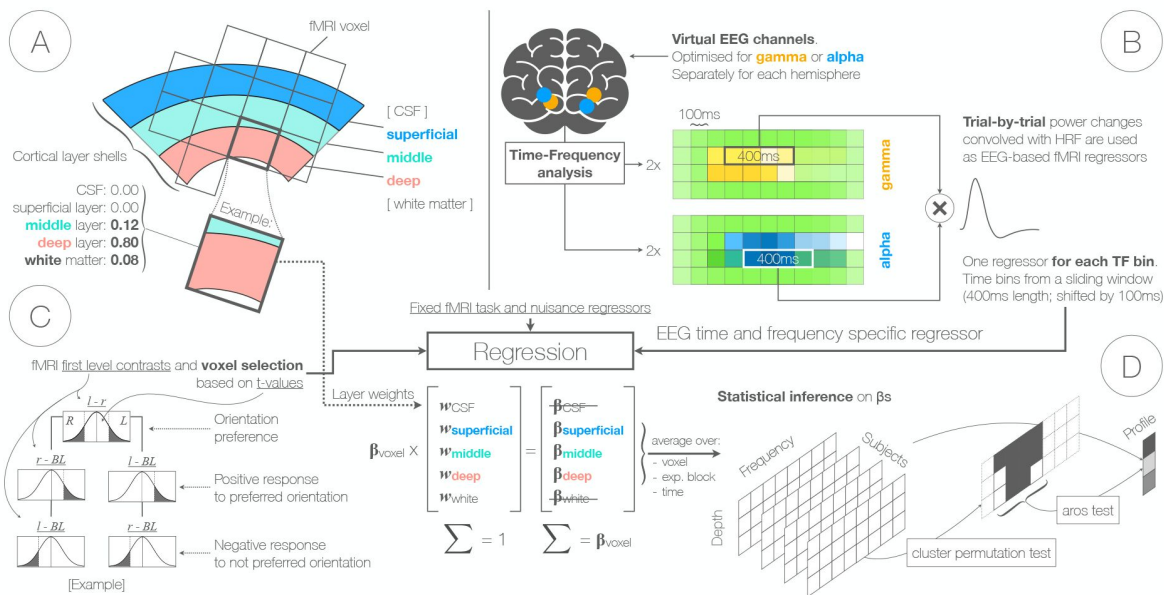 A
fMRI voxel
[ CSF ]
superficial
middle
deep
[ white matter ]
Cortical layer shells
CSF: 0.00
superficial layer: 0.00
middle layer: 0.12
deep layer: 0.80
white matter: 0.08
Example:
B
Virtual EEG channels.
Optimised for gamma or alpha
Separately for each hemisphere
Time-Frequency
analysis
100ms
2x
400ms
gamma
2x
400ms
alpha
Trial-by-trial power changes
convolved with HRF are used
as EEG-based fMRI regressors
One regressor for each TF bin.
Time bins from a sliding window
(400ms length; shifted by 100ms)
C
Fixed fMRI task and nuisance regressors
Regression
EEG time and frequency specific regressor
fMRI first level contrasts and voxel selection
based on t-values
l - r
R
L
Orientation
preference
r - BL
l - BL
Positive response
to preferred orientation
l - BL
r - BL
Negative response
to not preferred orientation
[Example]
Layer weights
βvoxel ×
wCSF
wsuperficial
wmiddle
wdeep
wwhite
=
βCSF
βsuperficial
βmiddle
βdeep
βwhite
∑ = 1
∑ = βvoxel
average over:
- voxel
- exp. block
- time
D
Statistical inference on βs
Frequency
Subjects
Depth
Profile
aros test
cluster permutation test